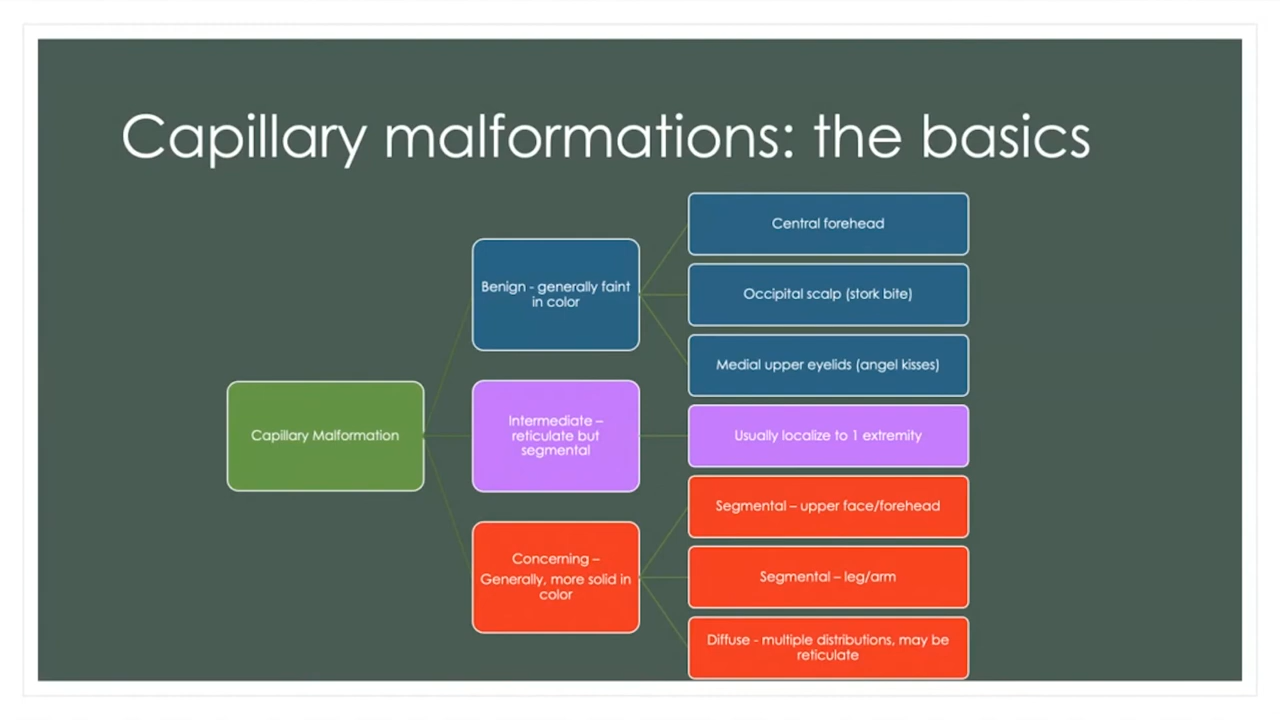 Capillary malformations: the basics
Capillary Malformation
Benign - generally faint
in color
Central forehead
Occipital scalp (stork bite)
Medial upper eyelids (angel kisses)
Intermediate –
reticulate but
segmental
Usually localize to 1 extremity
Concerning –
Generally, more solid in
color
Segmental – upper face/forehead
Segmental – leg/arm
Diffuse - multiple distributions, may be
reticulate